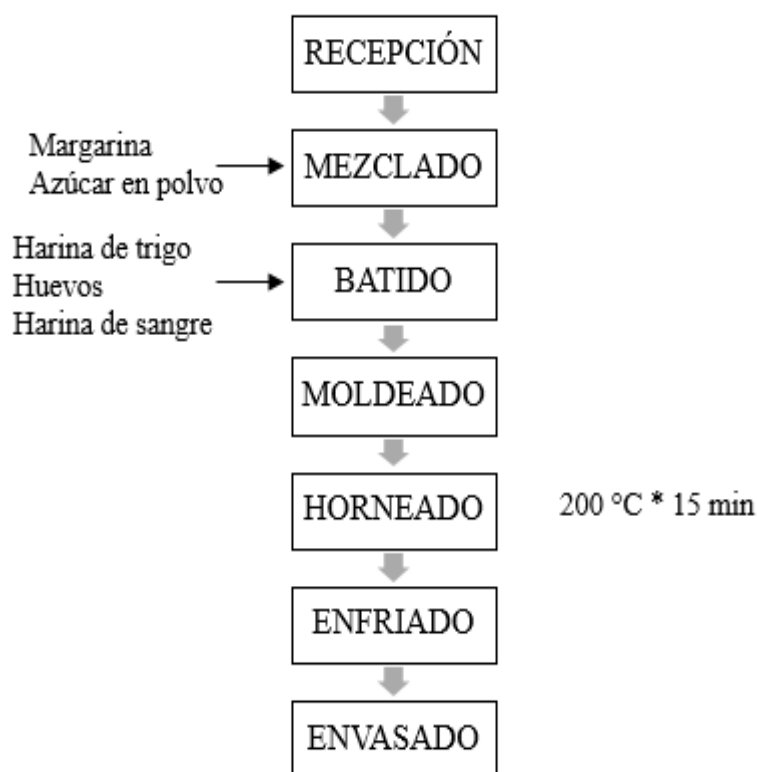 RECEPCIÓN
Margarina
Azúcar en polvo
MEZCLADO
Harina de trigo
Huevos
Harina de sangre
BATIDO
MOLDEADO
HORNEADO
200 °C * 15 min
ENFRIADO
ENVASADO